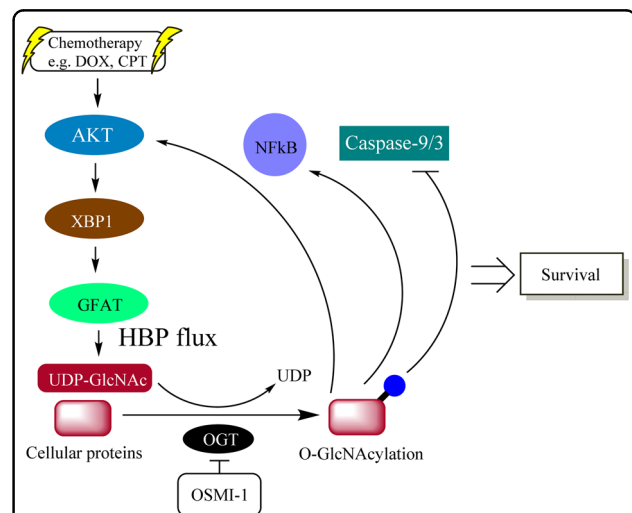 Chemotherapy
e.g. DOX, CPT
AKT
NFkB
Caspase-9/3
XBP1
Survival
GFAT
HBP flux
UDP-GlcNAc
UDP
OGT
Cellular proteins
O-GlcNAcylation
OSMI-1